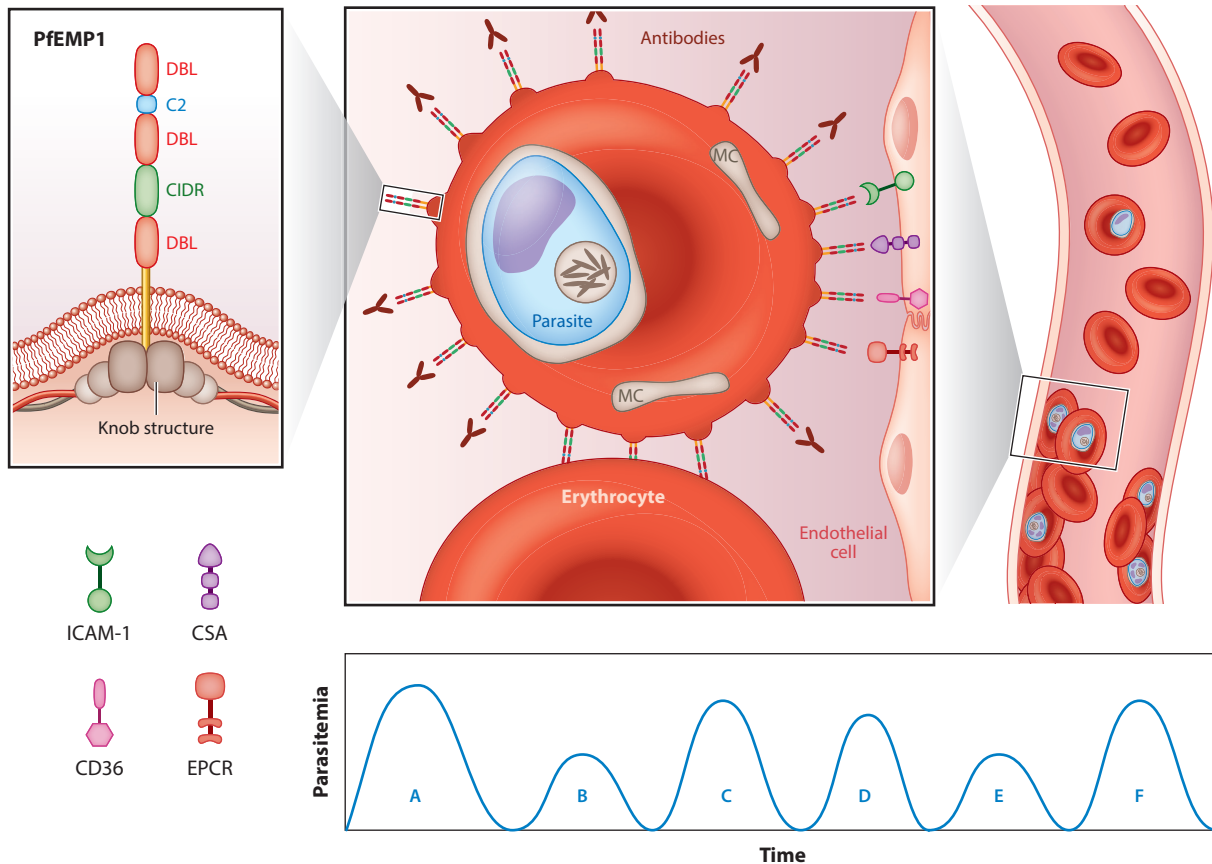 PfEMP1
DBL
C2
DBL
CIDR
DBL
Knob structure
Antibodies
MC
Parasite
MC
Erythrocyte
Endothelial
cell
ICAM-1
CSA
CD36
EPCR
Parasitemia
A
B
C
D
E
F
Time